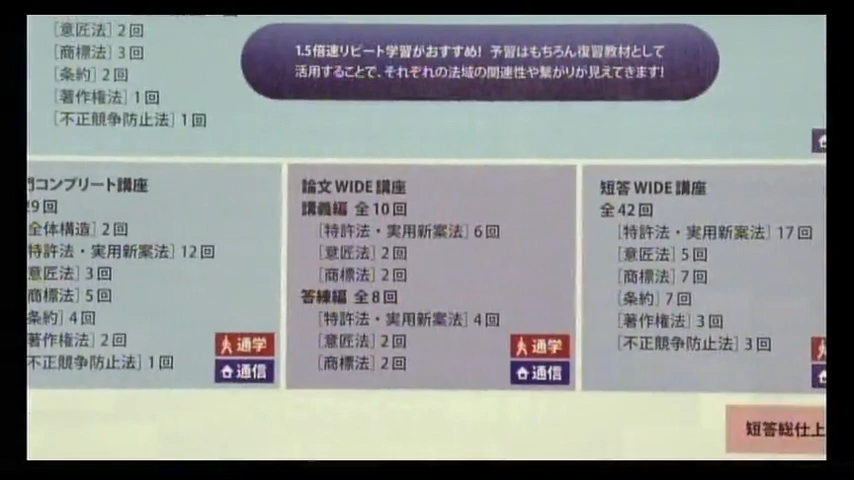 [意匠法] 2回
[商標法] 3回
[条約] 2回
[著作権法] 1回
[不正競争防止法] 1回
1.5倍速リピート学習がおすすめ! 予習はもちろん復習教材として
活用することで、それぞれの法域の関連性や繋がりが見えてきます!
門コンプリート講座
29回
全体構造] 2回
特許法・実用新案法] 12回
意匠法] 3回
商標法] 5回
条約] 4回
著作権法] 2回
不正競争防止法] 1回
通学
通信
論文WIDE講座
講義編 全10回
[特許法・実用新案法] 6回
[意匠法] 2回
[商標法] 2回
答練編 全8回
[特許法・実用新案法] 4回
[意匠法] 2回
[商標法] 2回
通学
通信
短答WIDE講座
全42回
[特許法・実用新案法] 17回
[意匠法] 5回
[商標法] 7回
[条約] 7回
[著作権法] 3回
[不正競争防止法] 3回
短答総仕上